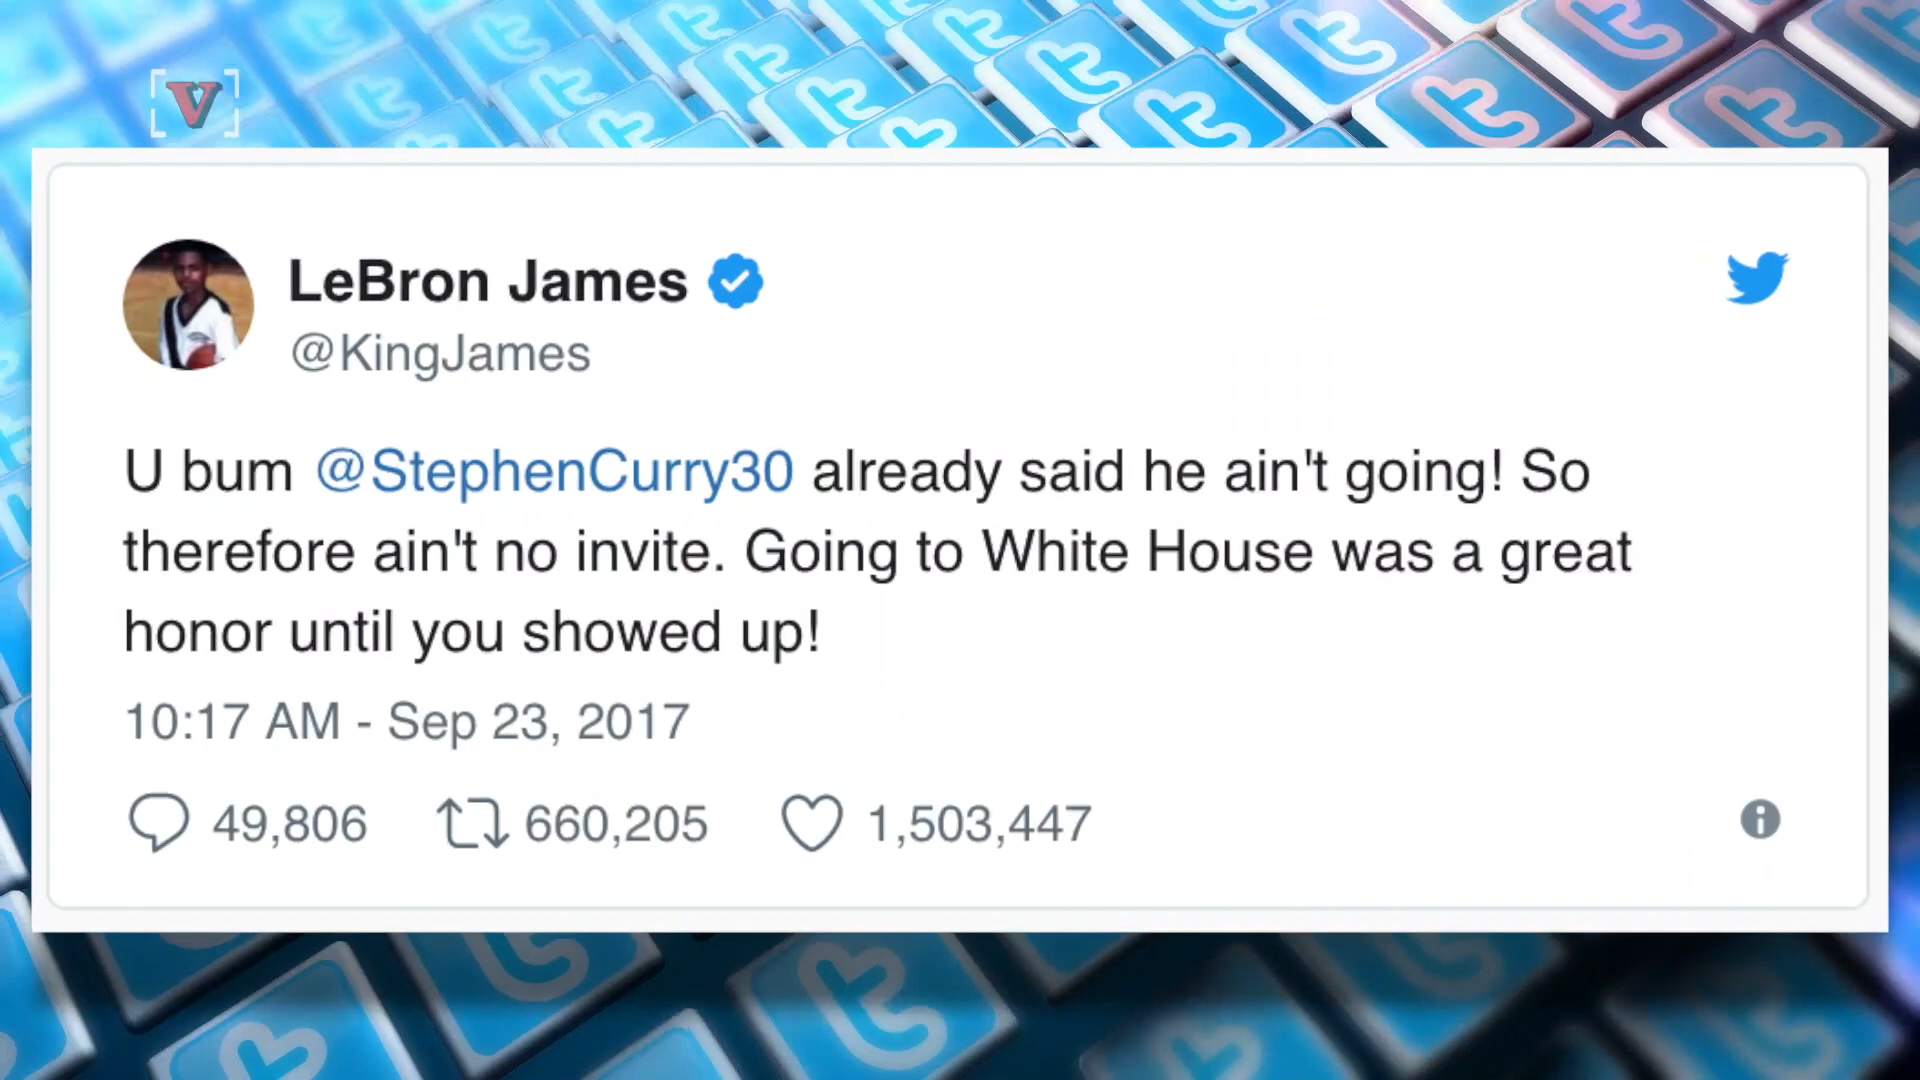 V
LeBron James
@KingJames
U bum @StephenCurry30 already said he ain't going! So
therefore ain't no invite. Going to White House was a great
honor until you showed up!
10:17 AM - Sep 23, 2017
49,806 660,205 1,503,447